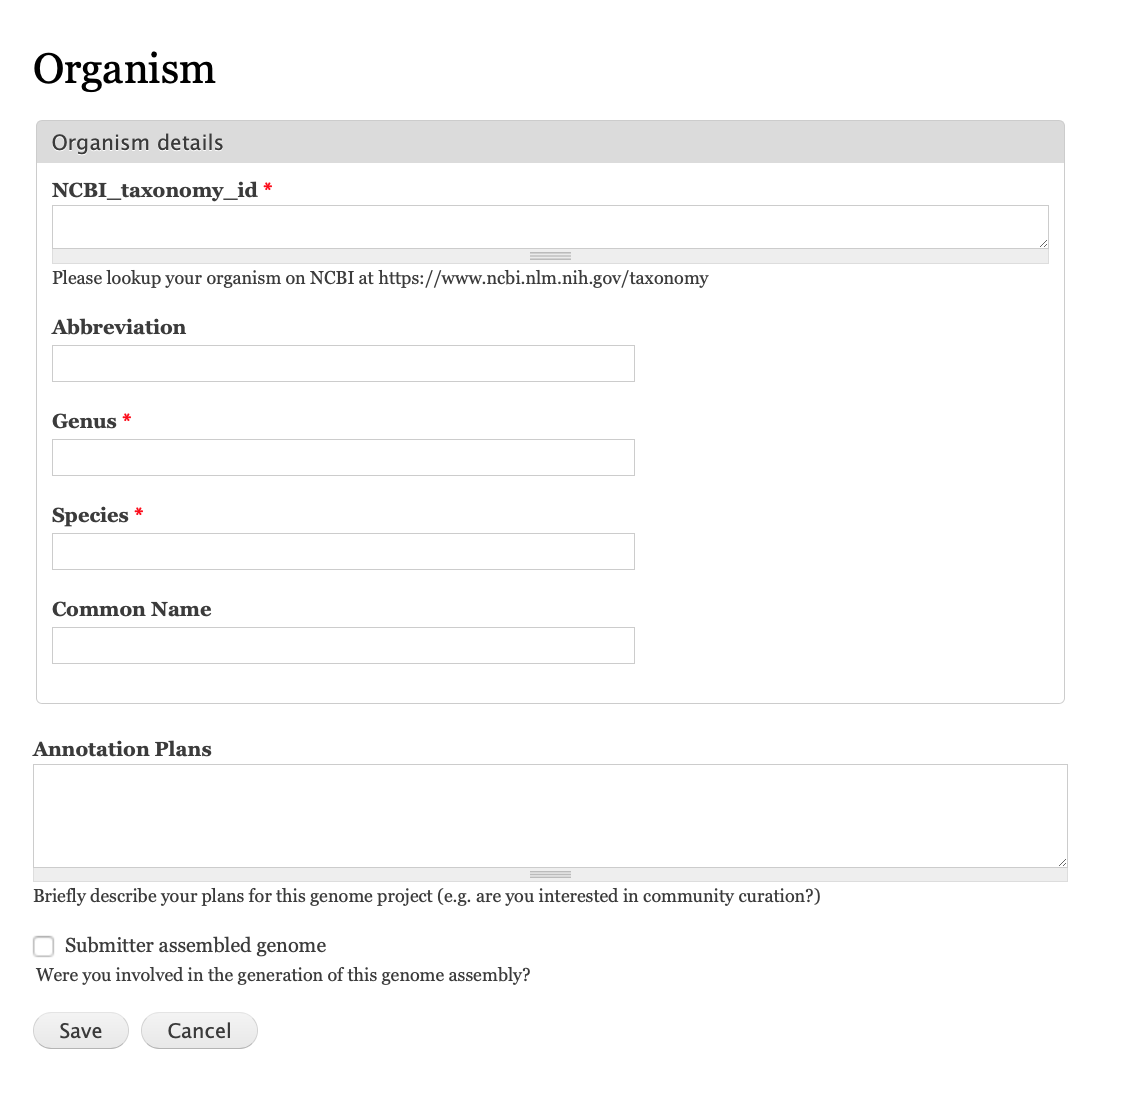 Organism
Organism details
NCBI_taxonomy_id *
Please lookup your organism on NCBI at https://www.ncbi.nlm.nih.gov/taxonomy
Abbreviation
Genus *
Species *
Common Name
Annotation Plans
Briefly describe your plans for this genome project (e.g. are you interested in community curation?)
Submitter assembled genome
Were you involved in the generation of this genome assembly?
Save Cancel